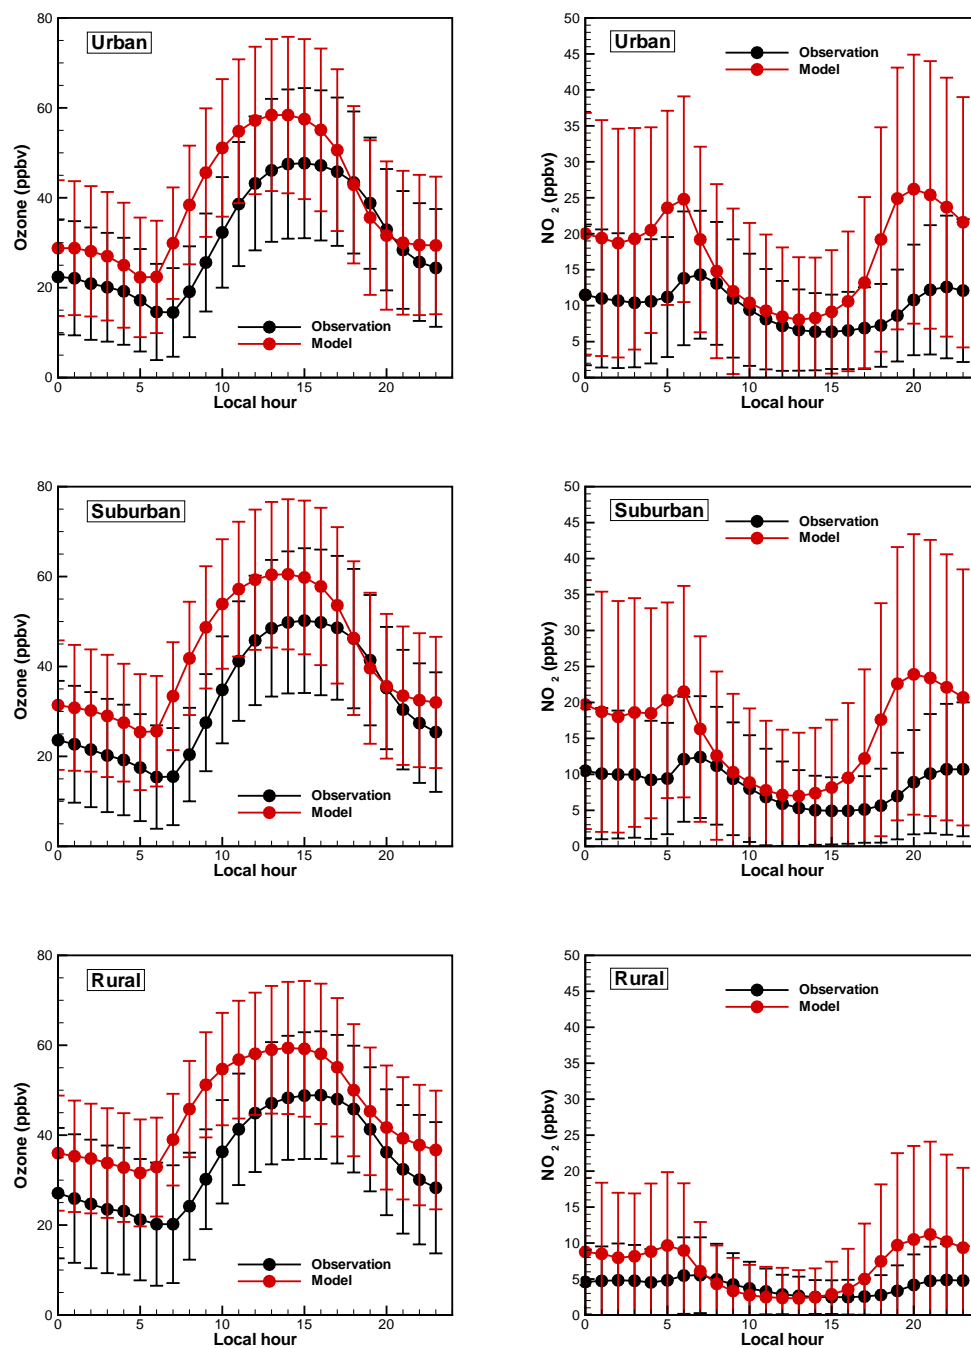 80
60
40
20
0
Ozone (ppbv)
Urban
Observation
Model
0 5 10 15 20
Local hour
50
45
40
35
30
25
20
15
10
5
0
NO 2 (ppbv)
Urban
Observation
Model
0 5 10 15 20
Local hour
80
60
40
20
0
Ozone (ppbv)
Suburban
Observation
Model
0 5 10 15 20
Local hour
50
45
40
35
30
25
20
15
10
5
0
NO 2 (ppbv)
Suburban
Observation
Model
0 5 10 15 20
Local hour
80
60
40
20
0
Ozone (ppbv)
Rural
Observation
Model
0 5 10 15 20
Local hour
50
45
40
35
30
25
20
15
10
5
0
NO 2 (ppbv)
Rural
Observation
Model
0 5 10 15 20
Local hour